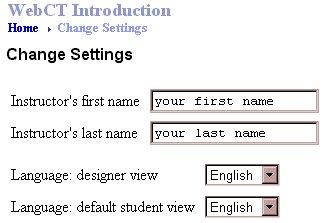 WebCT Introduction
Home › Change Settings
Change Settings
Instructor's first name your first name
Instructor's last name your last name
Language: designer view English
Language: default student view English